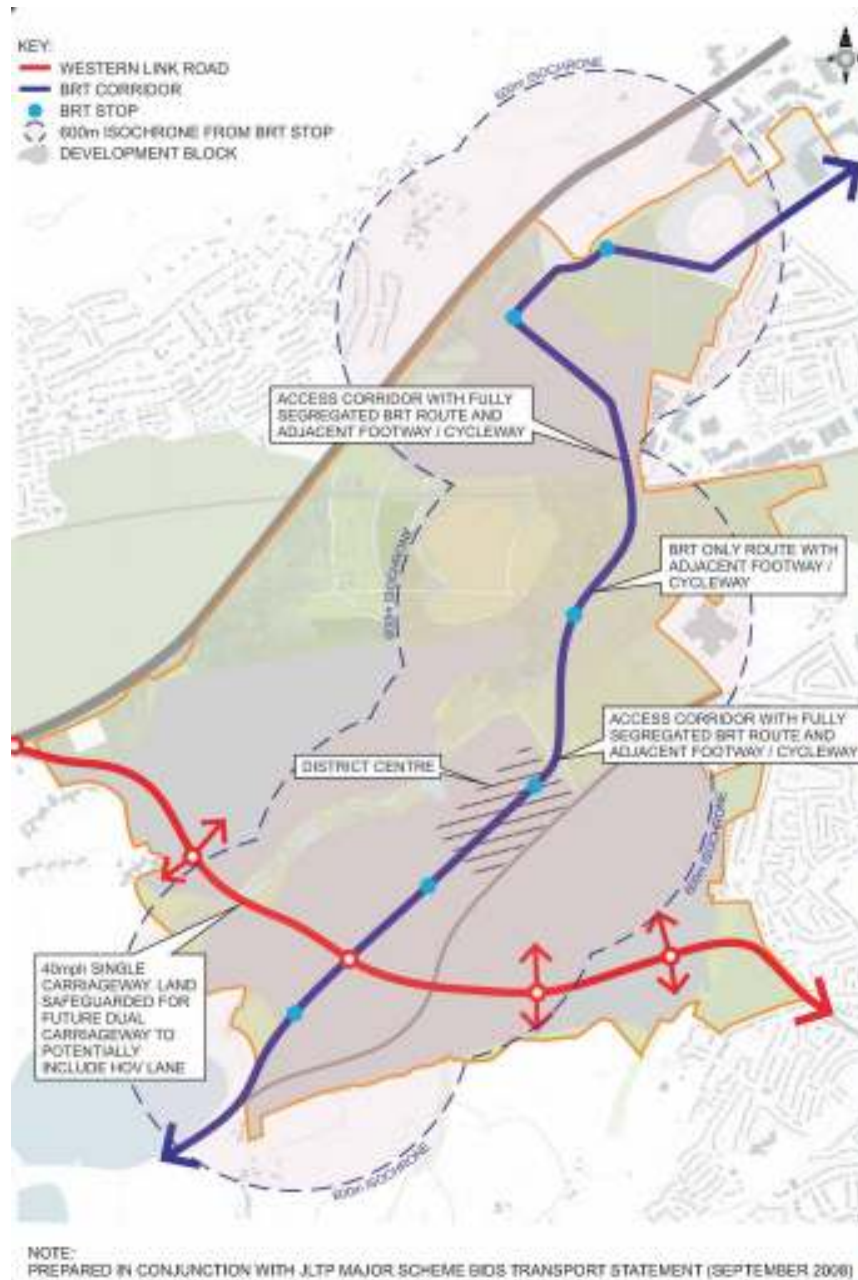 KEY:
WESTERN LINK ROAD
BRT CORRIDOR
BRT STOP
600m ISOCHRONE FROM BRT STOP
DEVELOPMENT BLOCK
600m ISOCHRONE
ACCESS CORRIDOR WITH FULLY
SEGREGATED BRT ROUTE AND
ADJACENT FOOTWAY / CYCLEWAY
600m ISOCHRONE
BRT ONLY ROUTE WITH
ADJACENT FOOTWAY /
CYCLEWAY
ACCESS CORRIDOR WITH FULLY
SEGREGATED BRT ROUTE AND
ADJACENT FOOTWAY / CYCLEWAY
DISTRICT CENTRE
600m ISOCHRONE
40mph SINGLE
CARRIAGEWAY. LAND
SAFEGUARDED FOR
FUTURE DUAL
CARRIAGEWAY TO
POTENTIALLY
INCLUDE HOV LANE
600m ISOCHRONE
NOTE:
PREPARED IN CONJUNCTION WITH JLTP MAJOR SCHEME BIDS TRANSPORT STATEMENT (SEPTEMBER 2008)